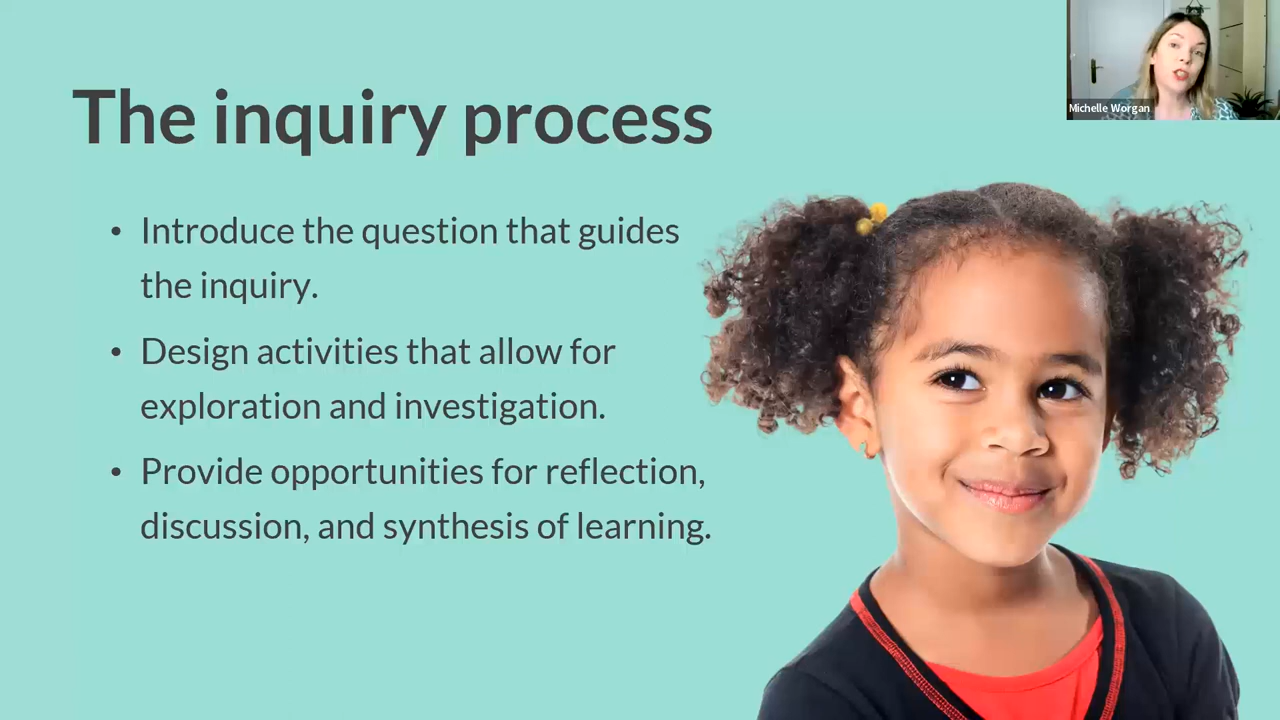 Michelle Worgan
The inquiry process
• Introduce the question that guides
the inquiry.
• Design activities that allow for
exploration and investigation.
• Provide opportunities for reflection,
discussion, and synthesis of learning.